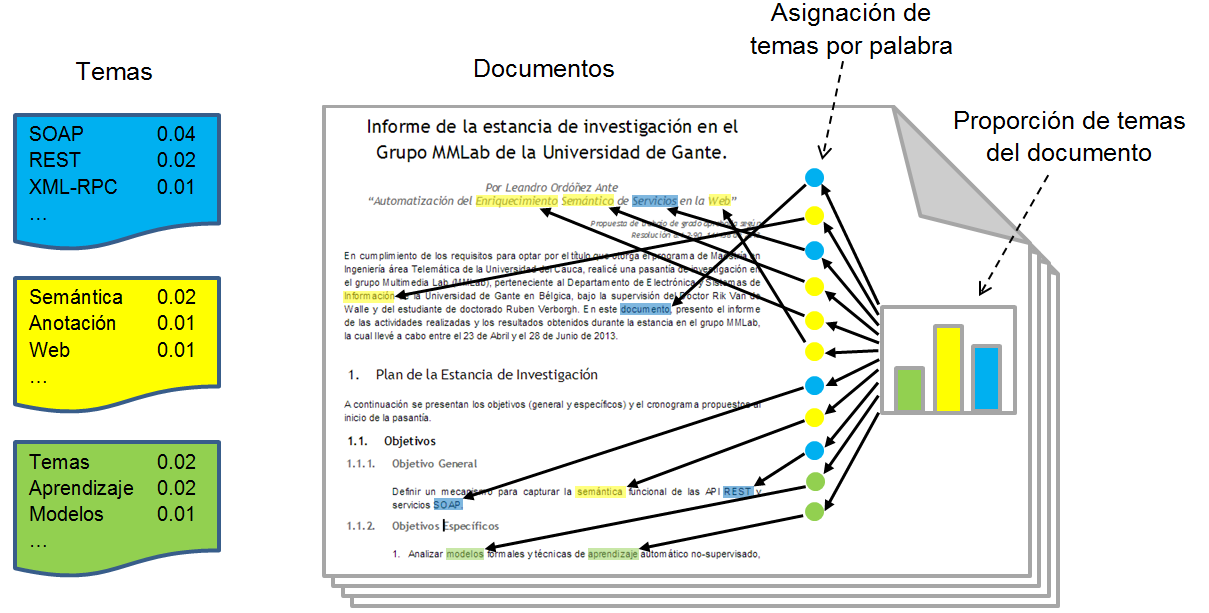 Temas
SOAP 0.04
REST 0.02
XML-RPC 0.01
...
Semántica 0.02
Anotación 0.01
Web 0.01
...
Temas 0.02
Aprendizaje 0.02
Modelos 0.01
...
Documentos
Asignación de
temas por palabra
Proporción de temas
del documento
Informe de la estancia de investigación en el
Grupo MMLab de la Universidad de Gante.
Por Leandro Ordóñez Ante
“Automatización del Enriquecimiento Semántico de Servicios en la Web”
Propuesta de trabajo de grado aprobada según
Resolución
En cumplimiento de los requisitos para optar por el título que otorga el programa de Maestría en
Ingeniería área Telemática de la Universidad del Cauca, realicé una pasantía de investigación en
el grupo Multimedia Lab (MMLab), perteneciente al Departamento de Electrónica y Sistemas de
Información de la Universidad de Gante en Bélgica, bajo la supervisión del Doctor Rik Van de
Walle y del estudiante de doctorado Ruben Verborgh. En este documento, presento el informe
de las actividades realizadas y los resultados obtenidos durante la estancia en el grupo MMLab,
la cual llevé a cabo entre el 23 de Abril y el 28 de Junio de 2013.
1. Plan de la Estancia de Investigación
A continuación se presentan los objetivos (general y específicos) y el cronograma propuestos al
inicio de la pasantía.
1.1. Objetivos
1.1.1. Objetivo General
Definir un mecanismo para capturar la semántica funcional de las API REST y
servicios SOAP.
1.1.2. Objetivos Específicos
1. Analizar modelos formales y técnicas de aprendizaje automático no-supervisado,